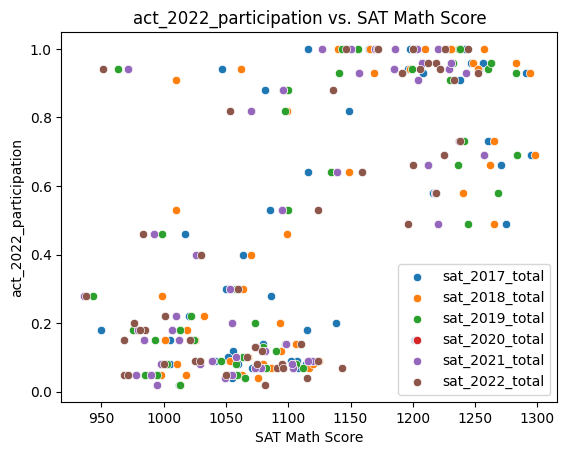 act_2022_participation vs. SAT Math Score
act_2022_participation
1.0
0.8
0.6
0.4
0.2
0.0
950
1000
1050
1100
1150
1200
1250
1300
SAT Math Score
sat_2017_total
sat_2018_total
sat_2019_total
sat_2020_total
sat_2021_total
sat_2022_total